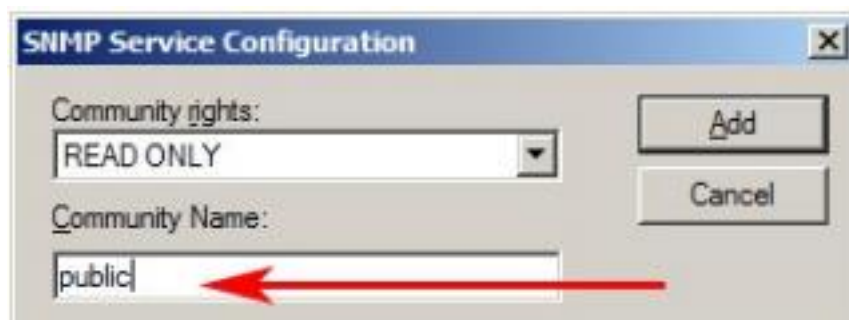 SNMP Service Configuration
Community rights:
READ ONLY
Add
Cancel
Community Name:
public